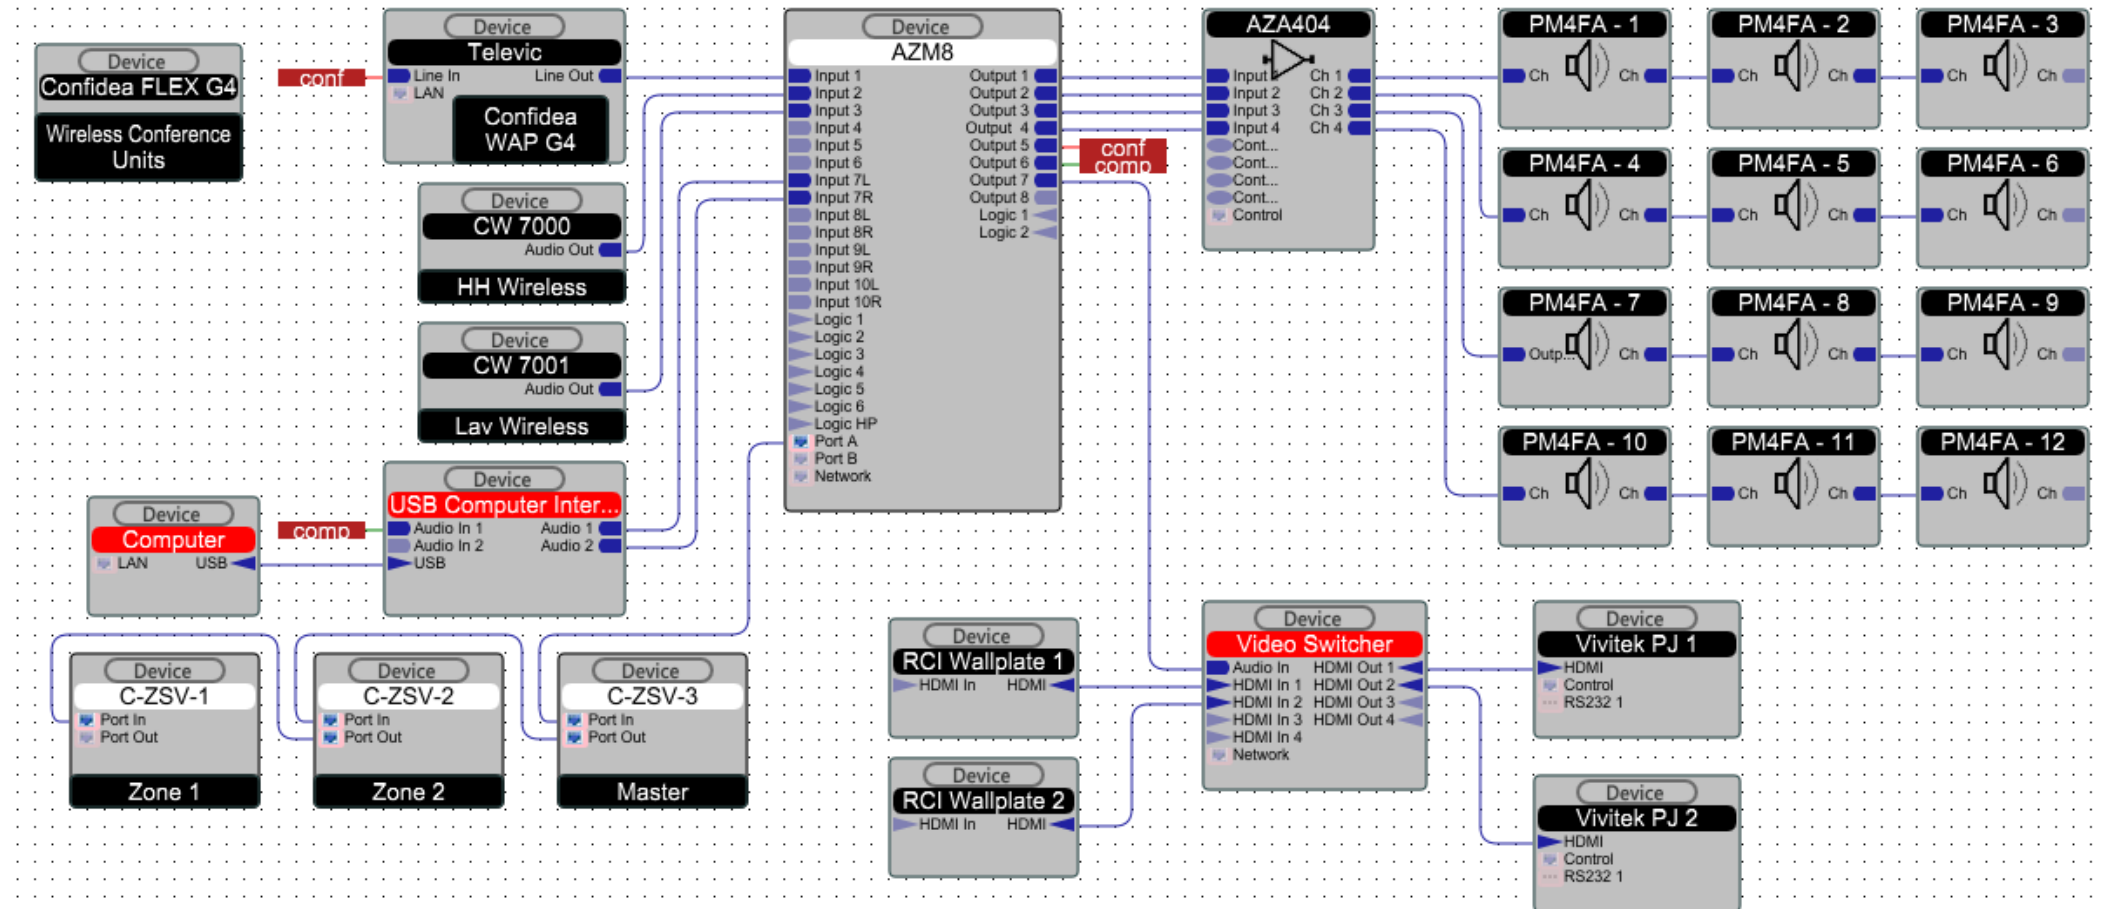 Device
Confidea FLEX G4
Wireless Conference
Units
conf
Device
Televic
Line In
Line Out
LAN
Confidea
WAP G4
Device
CW 7000
Audio Out
HH Wireless
Device
CW 7001
Audio Out
Lav Wireless
Device
USB Computer Inter...
Audio In 1
Audio 1
Audio In 2
Audio 2
USB
comp
Device
Computer
LAN
USB
Device
C-ZSV-1
Port In
Port Out
Zone 1
Device
C-ZSV-2
Port In
Port Out
Zone 2
Device
C-ZSV-3
Port In
Port Out
Master
Device
AZM8
Input 1
Output 1
Input 2
Output 2
Input 3
Output 3
Input 4
Output 4
Input 5
Output 5
Input 6
Output 6
Input 7L
Output 7
Input 7R
Output 8
Input 8L
Logic 1
Input 8R
Logic 2
Input 9L
Input 9R
Input 10L
Input 10R
Logic 1
Logic 2
Logic 3
Logic 4
Logic 5
Logic 6
Logic HP
Port A
Port B
Network
conf
comp
AZA404
Input
Ch 1
Input 2
Ch 2
Input 3
Ch 3
Input 4
Ch 4
Cont...
Cont...
Cont...
Cont...
Control
PM4FA - 1
Ch
Ch
PM4FA - 2
Ch
Ch
PM4FA - 3
Ch
Ch
PM4FA - 4
Ch
Ch
PM4FA - 5
Ch
Ch
PM4FA - 6
Ch
Ch
PM4FA - 7
Outp...
Ch
PM4FA - 8
Ch
Ch
PM4FA - 9
Ch
Ch
PM4FA - 10
Ch
Ch
PM4FA - 11
Ch
Ch
PM4FA - 12
Ch
Ch
Device
RCI Wallplate 1
HDMI In
HDMI
Device
RCI Wallplate 2
HDMI In
HDMI
Device
Video Switcher
Audio In
HDMI Out 1
HDMI In 1
HDMI Out 2
HDMI In 2
HDMI Out 3
HDMI In 3
HDMI Out 4
HDMI In 4
Network
Device
Vivitek PJ 1
HDMI
Control
RS232 1
Device
Vivitek PJ 2
HDMI
Control
RS232 1